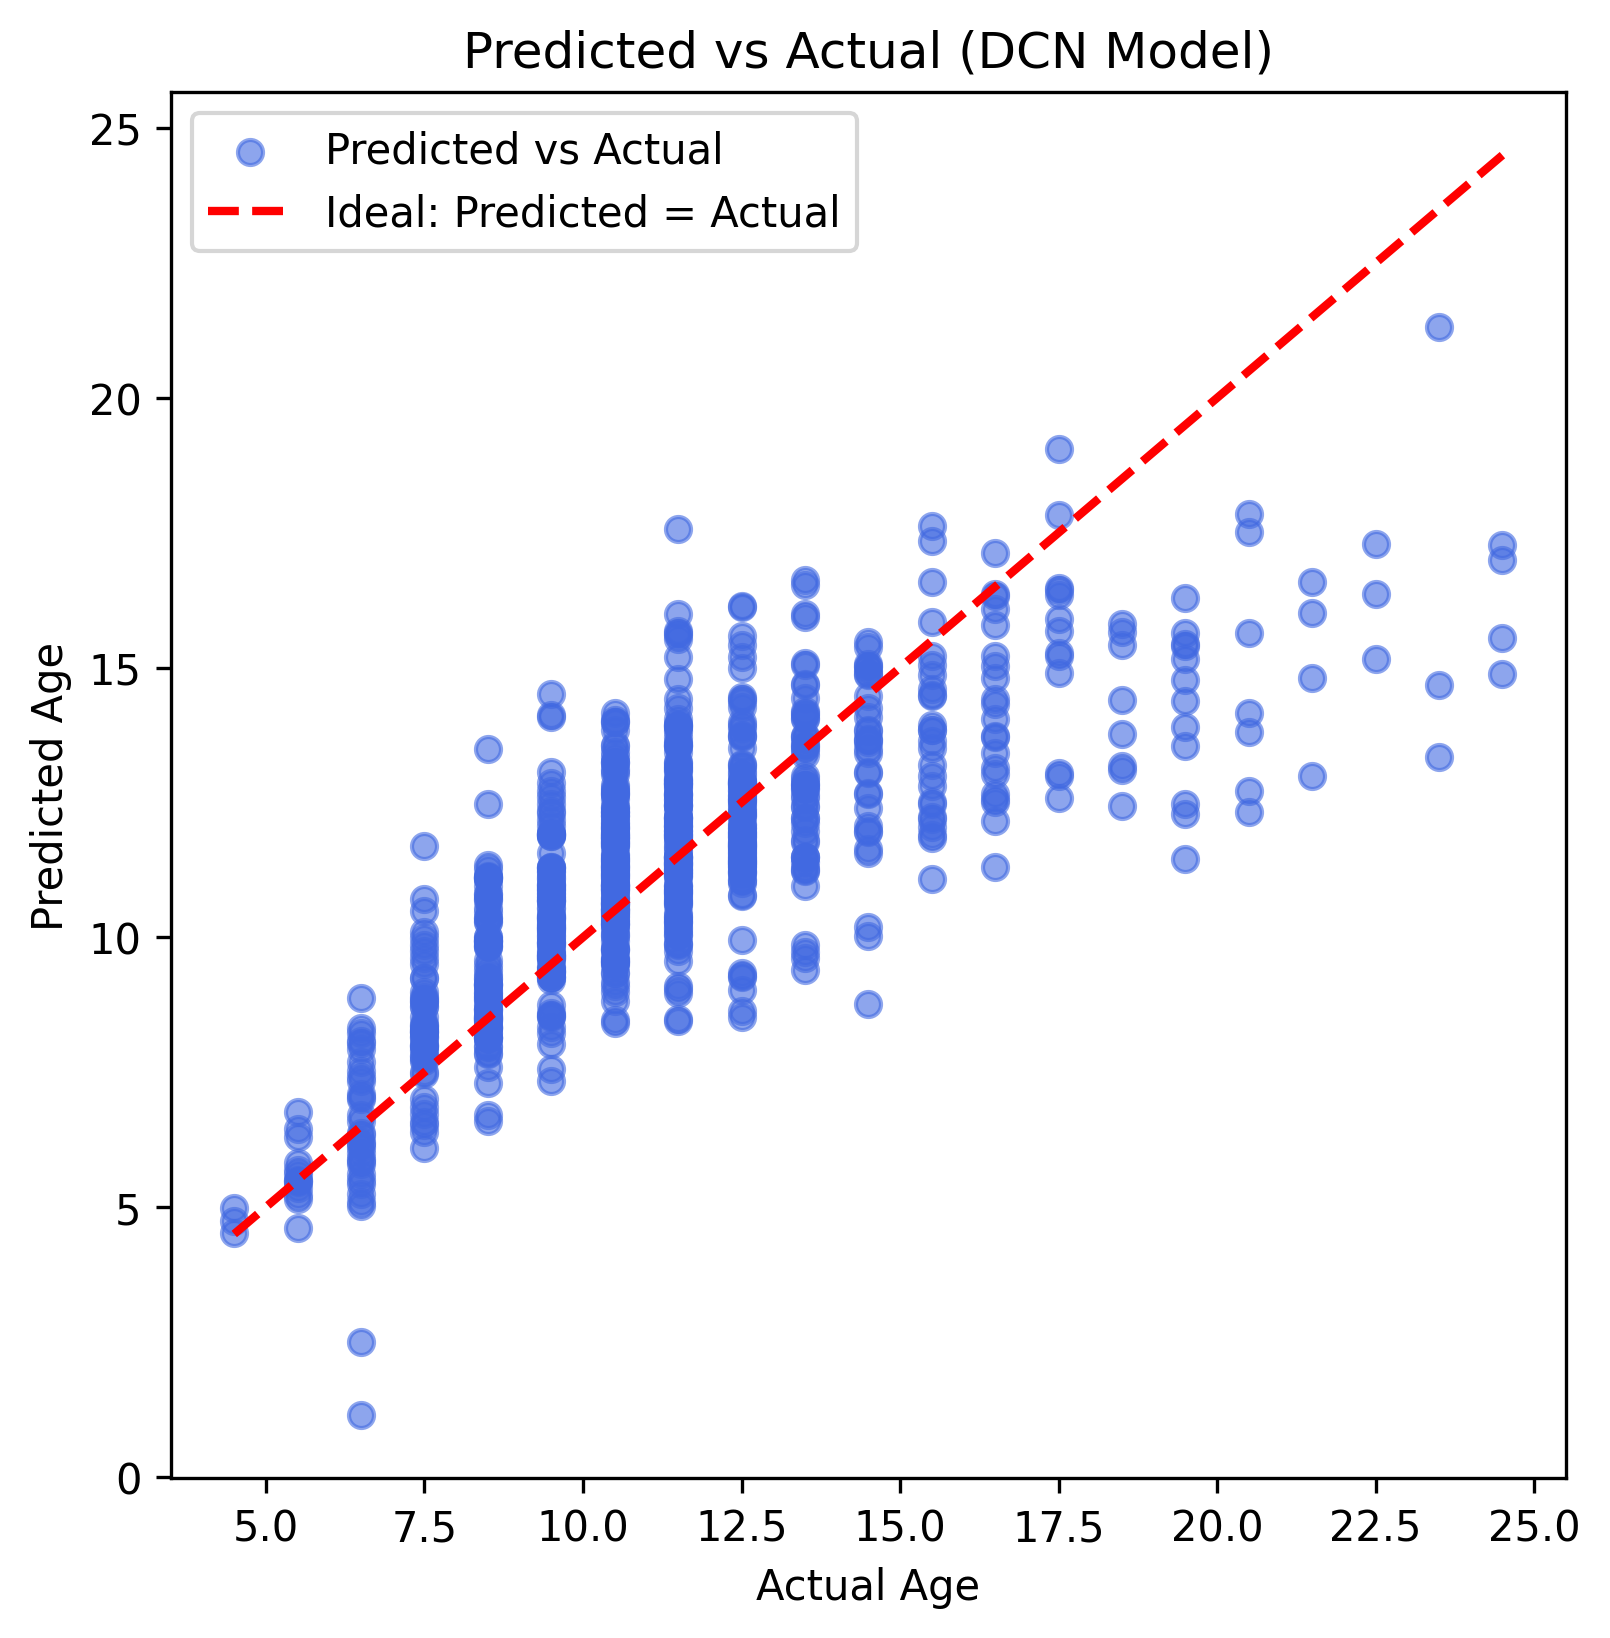 Predicted vs Actual (DCN Model)
Predicted vs Actual
Ideal: Predicted = Actual
25
20
15
10
5
0
Predicted Age
5.0 7.5 10.0 12.5 15.0 17.5 20.0 22.5 25.0
Actual Age